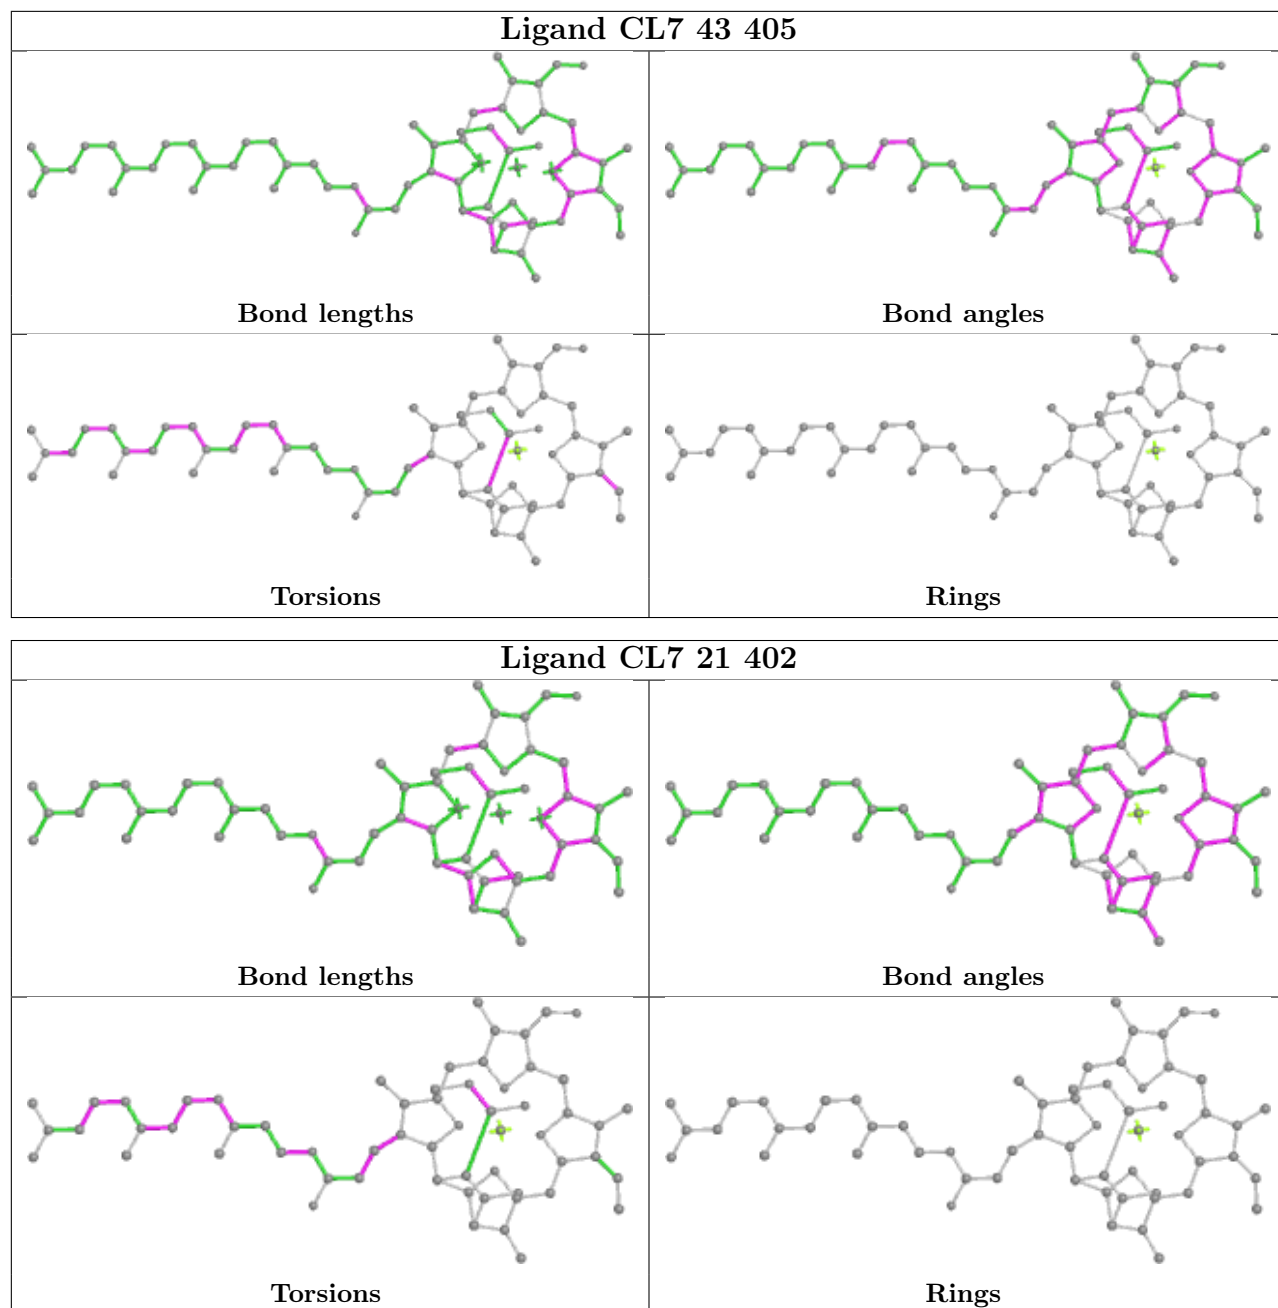 Ligand CL7 43 405
Bond lengths
Bond angles
Torsions
Rings
Ligand CL7 21 402
Bond lengths
Bond angles
Torsions
Rings